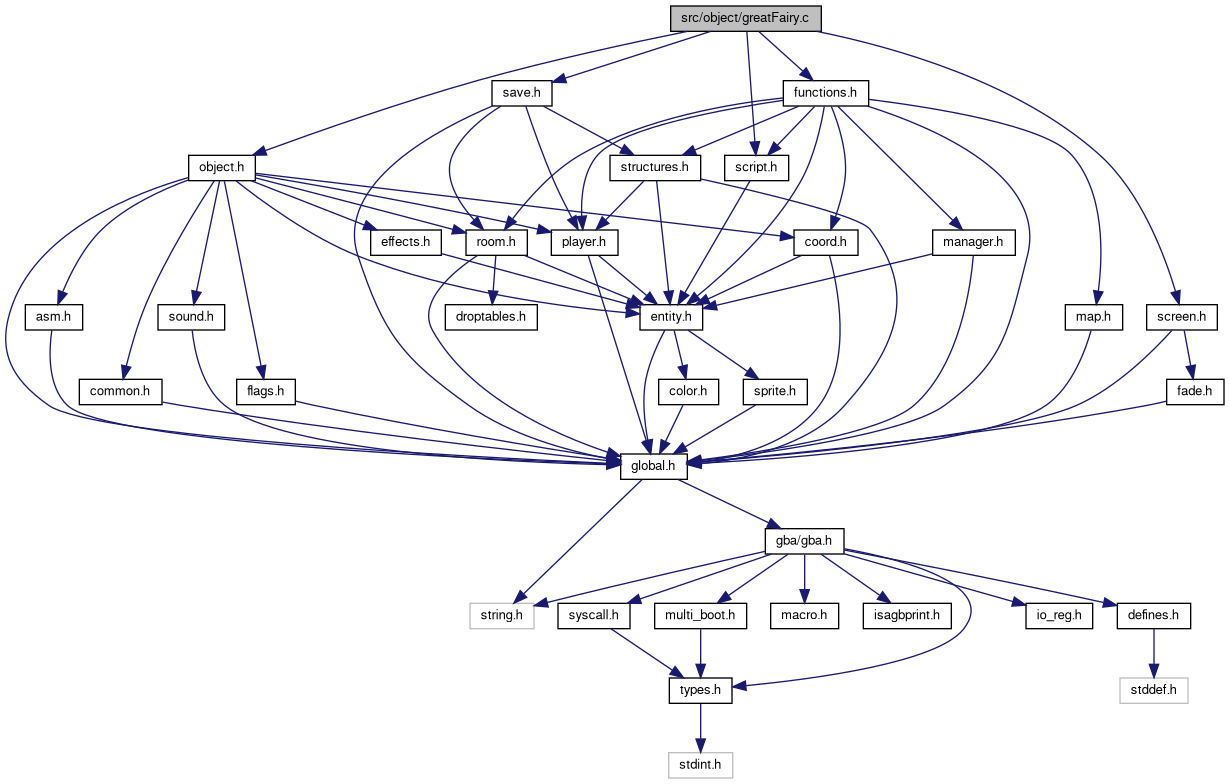 src/object/greatFairy.c
save.h
functions.h
object.h
structures.h
script.h
effects.h
room.h
player.h
coord.h
manager.h
asm.h
sound.h
droptables.h
entity.h
map.h
screen.h
common.h
flags.h
color.h
sprite.h
fade.h
global.h
gba/gba.h
string.h
syscall.h
multi_boot.h
macro.h
isagbprint.h
io_reg.h
defines.h
types.h
stddef.h
stdint.h